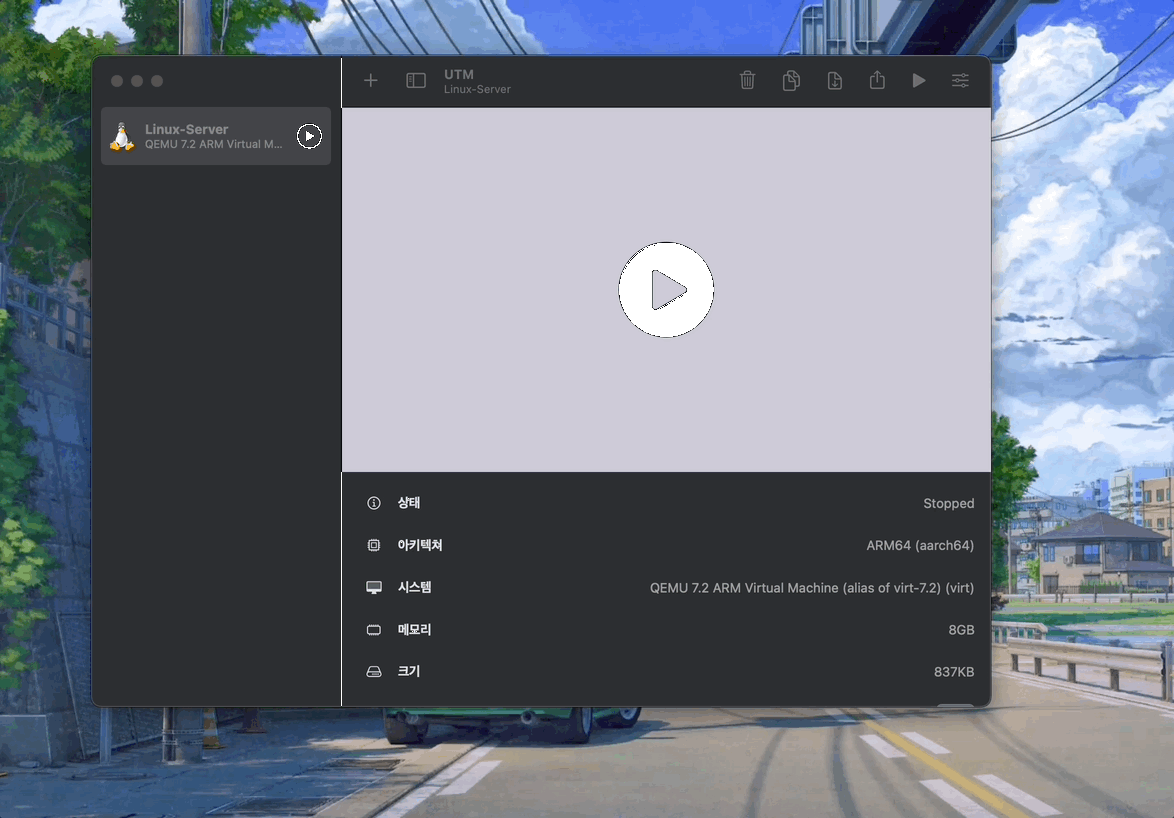 UTM
Linux-Server
Linux-Server
QEMU 7.2 ARM Virtual M...
상태
Stopped
아키텍쳐
ARM64 (aarch64)
시스템
QEMU 7.2 ARM Virtual Machine (alias of virt-7.2) (virt)
메모리
8GB
크기
837KB